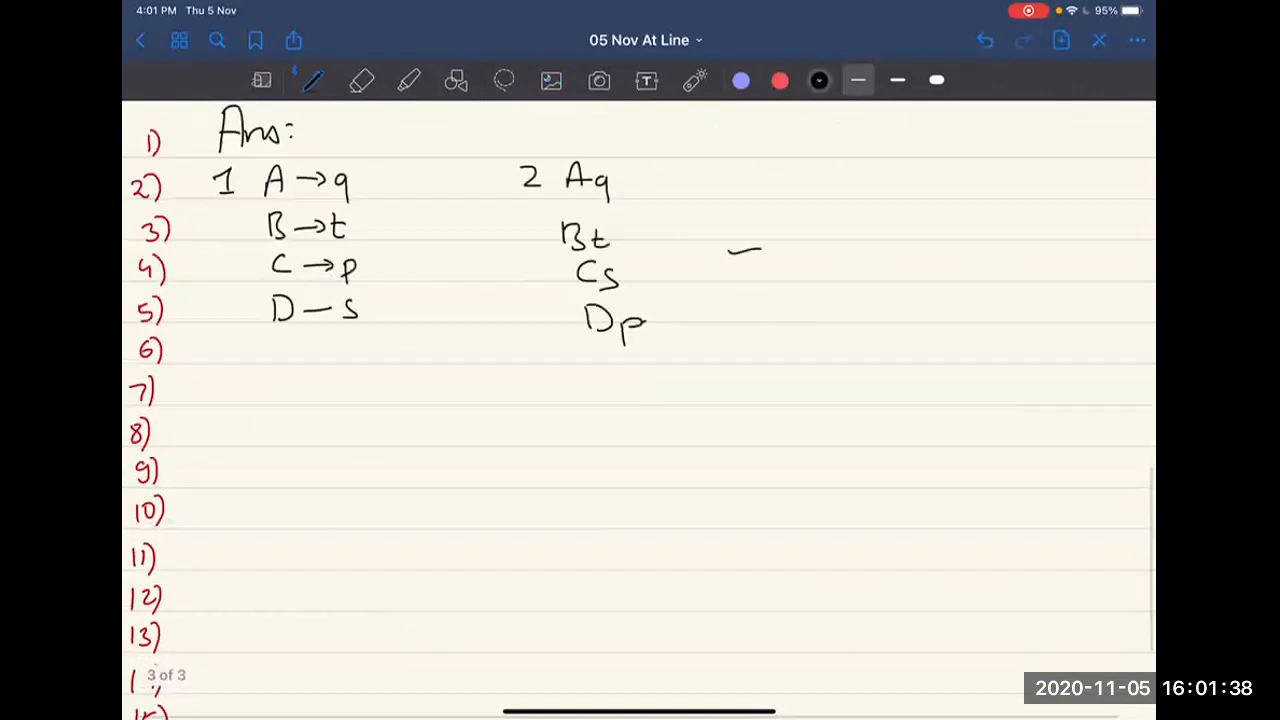 4:01 PM Thu 5 Nov
95%
05 Nov At Line
T
Ans:
1)
2) 1 A → q 2 Aq
3) B → t Bt
4) C → p Cs
5) D — s Dp
6)
7)
8)
9)
10)
11)
12)
13)
3 of 3
2020-11-05 16:01:38